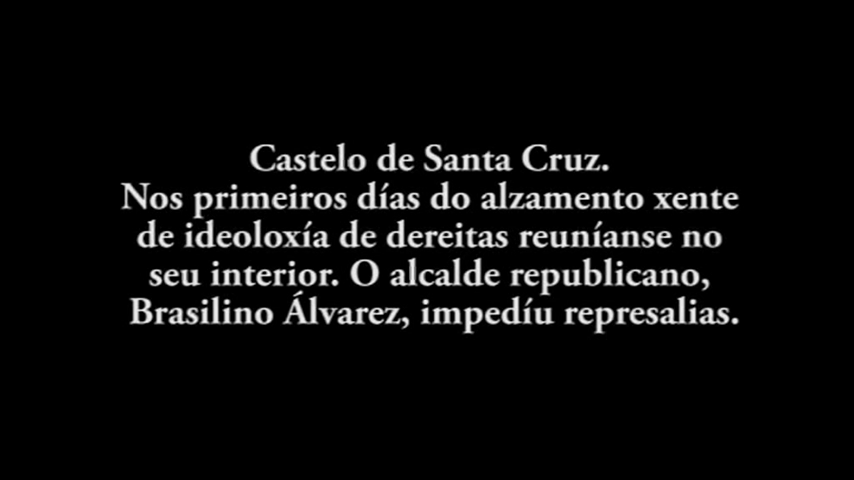 Castelo de Santa Cruz.
Nos primeiros días do alzamento xente
de ideoloxía de dereitas reuníanse no
seu interior. O alcalde republicano,
Brasilino Álvarez, impedíu represalias.